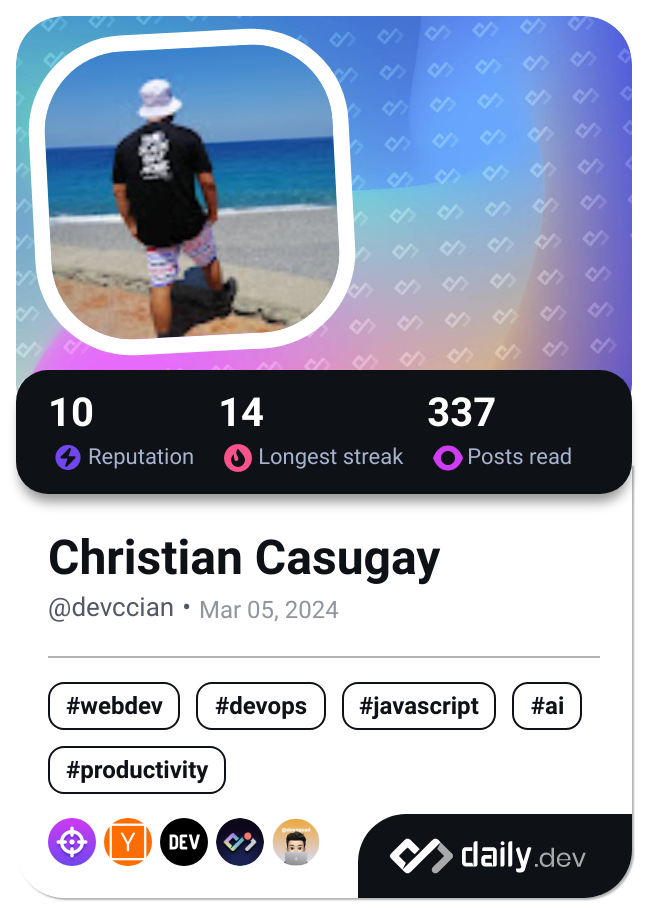 10 14 337
Reputation Longest streak Posts read
Christian Casugay
@devccian • Mar 05, 2024
#webdev #devops #javascript #ai
#productivity
Y DEV
daily.dev